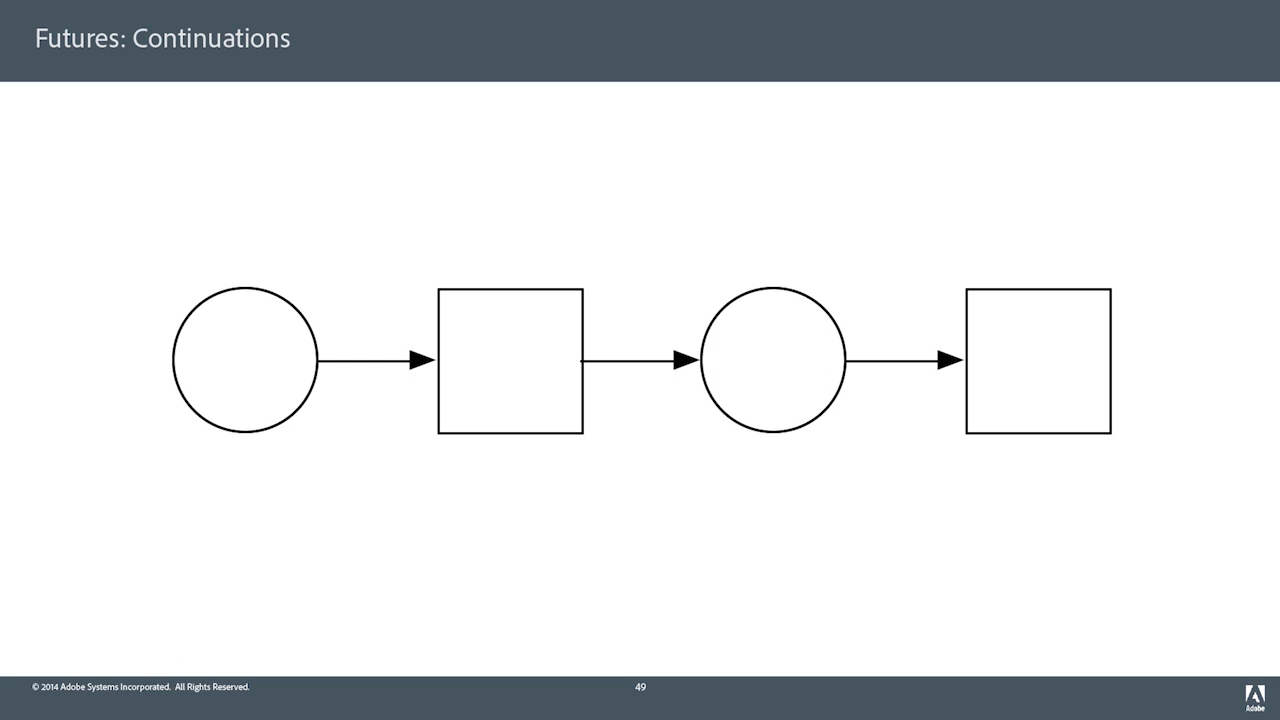 Futures: Continuations
© 2014 Adobe Systems Incorporated. All Rights Reserved.
49
Adobe